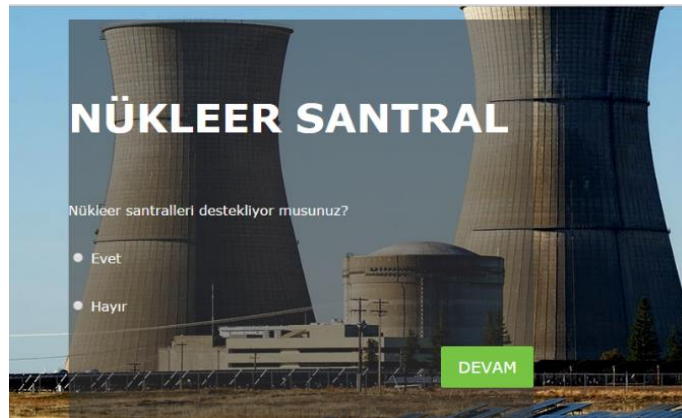 NÜKLEER SANTRAL
Nükleer santralleri destekliyor musunuz?
Evet
Hayır
DEVAM